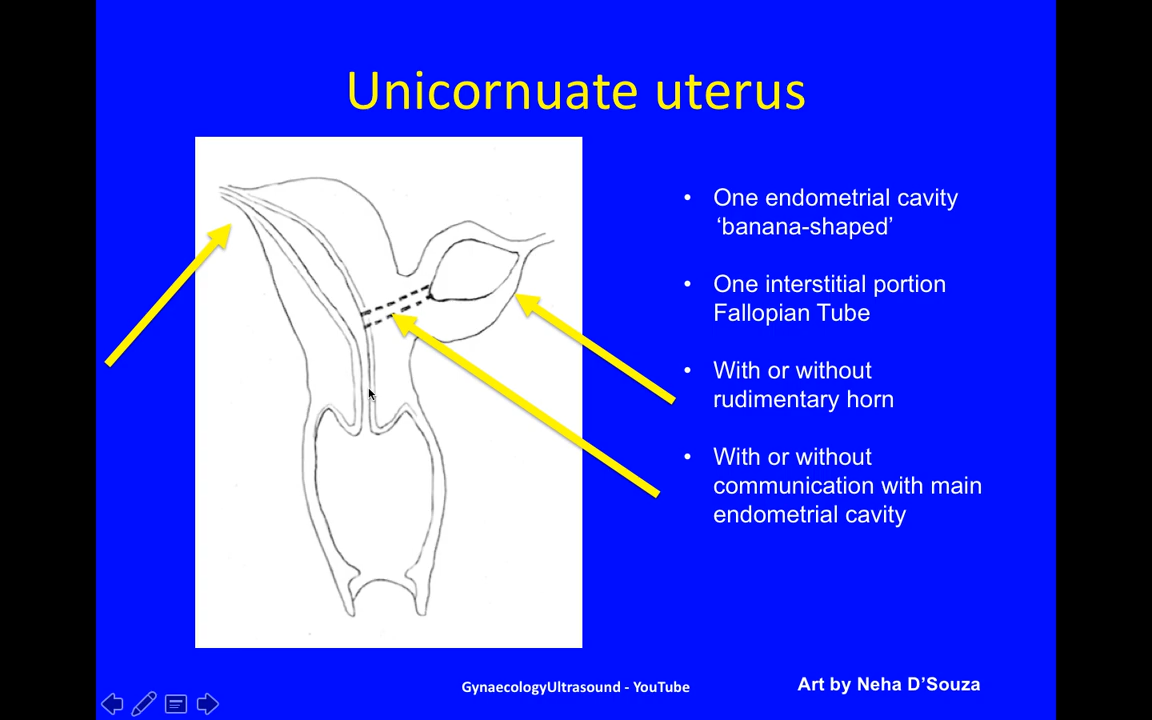 Unicornuate uterus
• One endometrial cavity
‘banana-shaped’
• One interstitial portion
Fallopian Tube
• With or without
rudimentary horn
• With or without
communication with main
endometrial cavity
GynaecologyUltrasound - YouTube
Art by Neha D’Souza